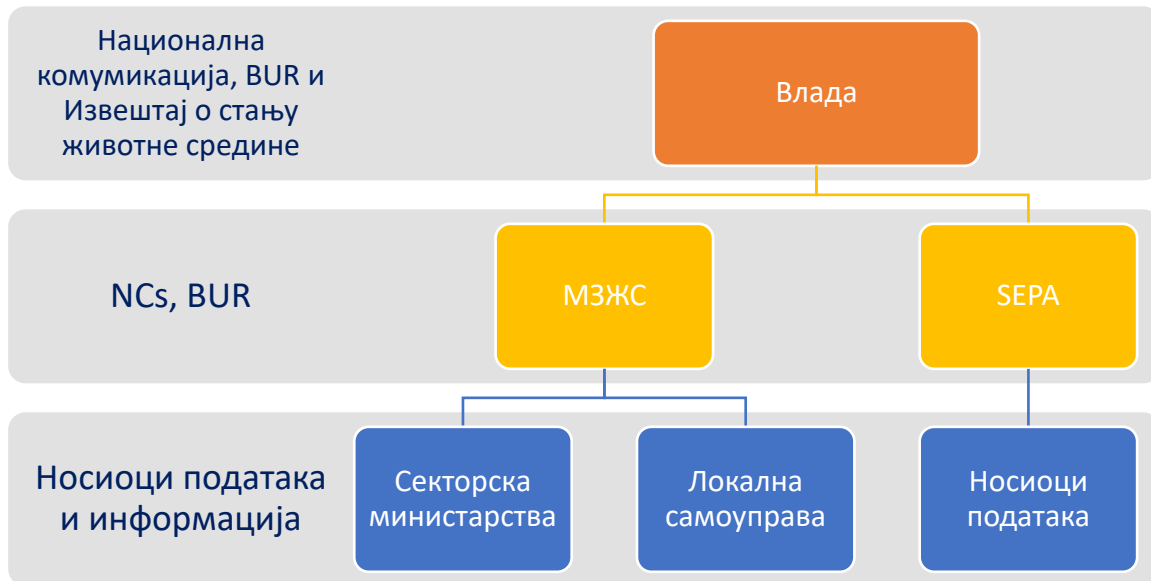 Национална
комумикација, BUR и
Извештај о стању
животне средине
Влада
NCs, BUR
МЗЖС
SEPA
Носиоци података
и информација
Секторска
министарства
Локална
самоуправа
Носиоци
података